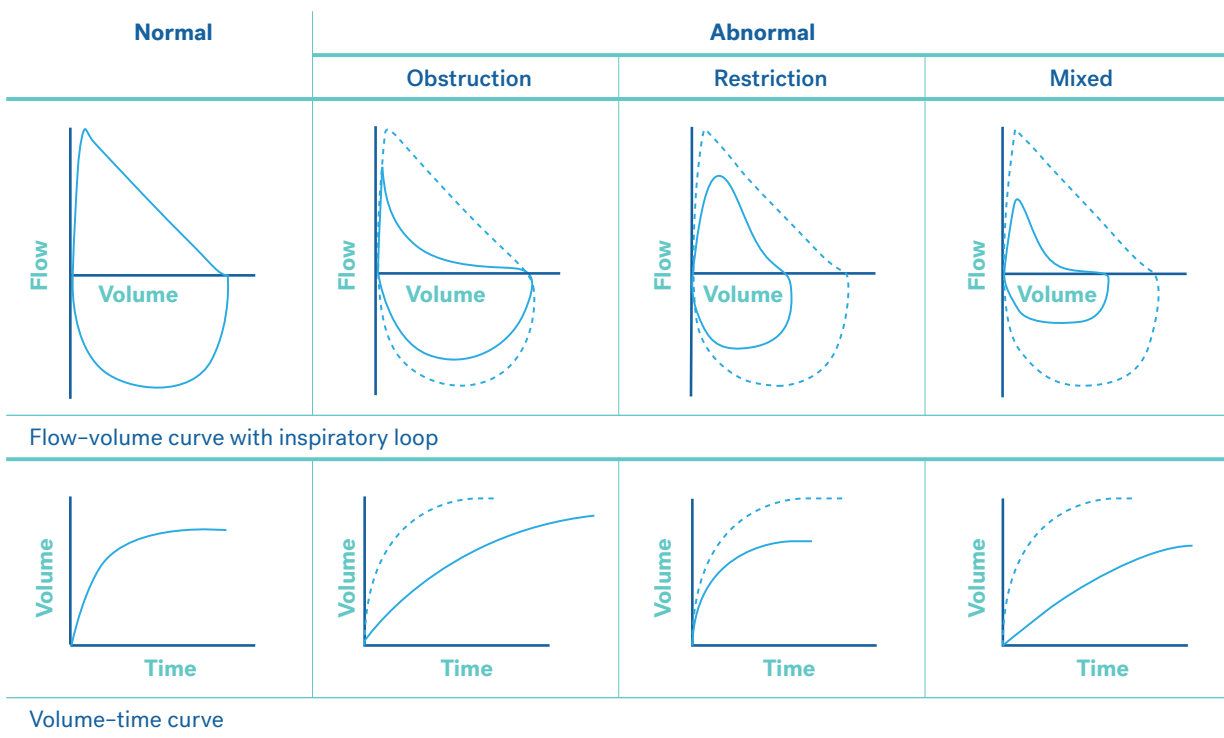 Normal
Abnormal
Obstruction
Restriction
Mixed
Flow
Volume
Flow
Volume
Flow
Volume
Flow
Volume
Flow–volume curve with inspiratory loop
Volume
Time
Volume
Time
Volume
Time
Volume
Time
Volume–time curve